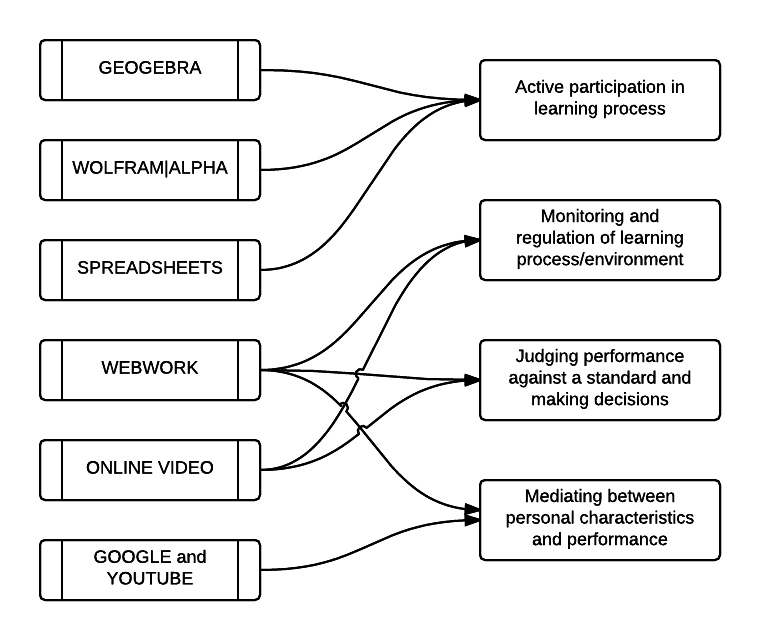 GEOGEBRA
WOLFRAM|ALPHA
SPREADSHEETS
WEBWORK
ONLINE VIDEO
GOOGLE and
YOUTUBE
Active participation in
learning process
Monitoring and
regulation of learning
process/environment
Judging performance
against a standard and
making decisions
Mediating between
personal characteristics
and performance